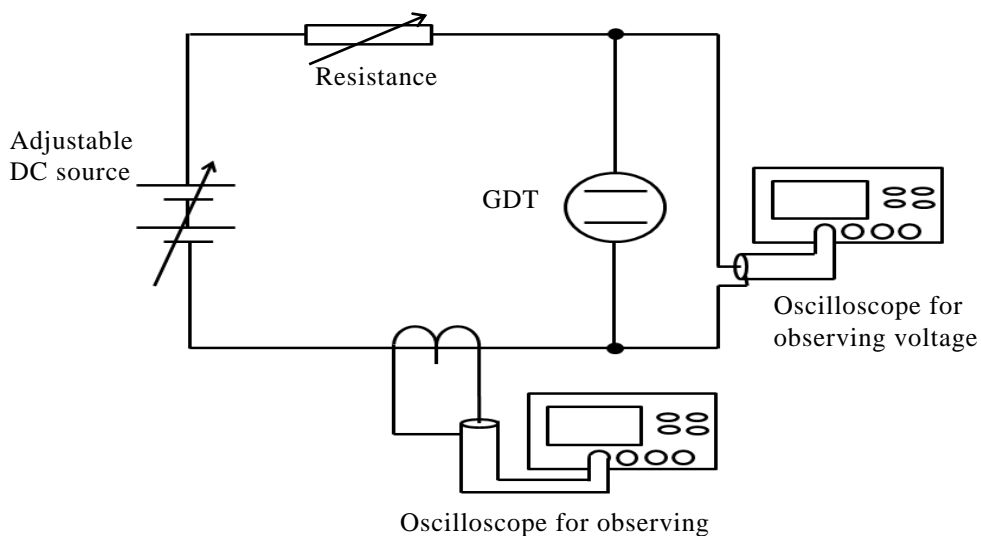 Resistance
Adjustable
DC source
GDT
Oscilloscope for
observing voltage
Oscilloscope for observing